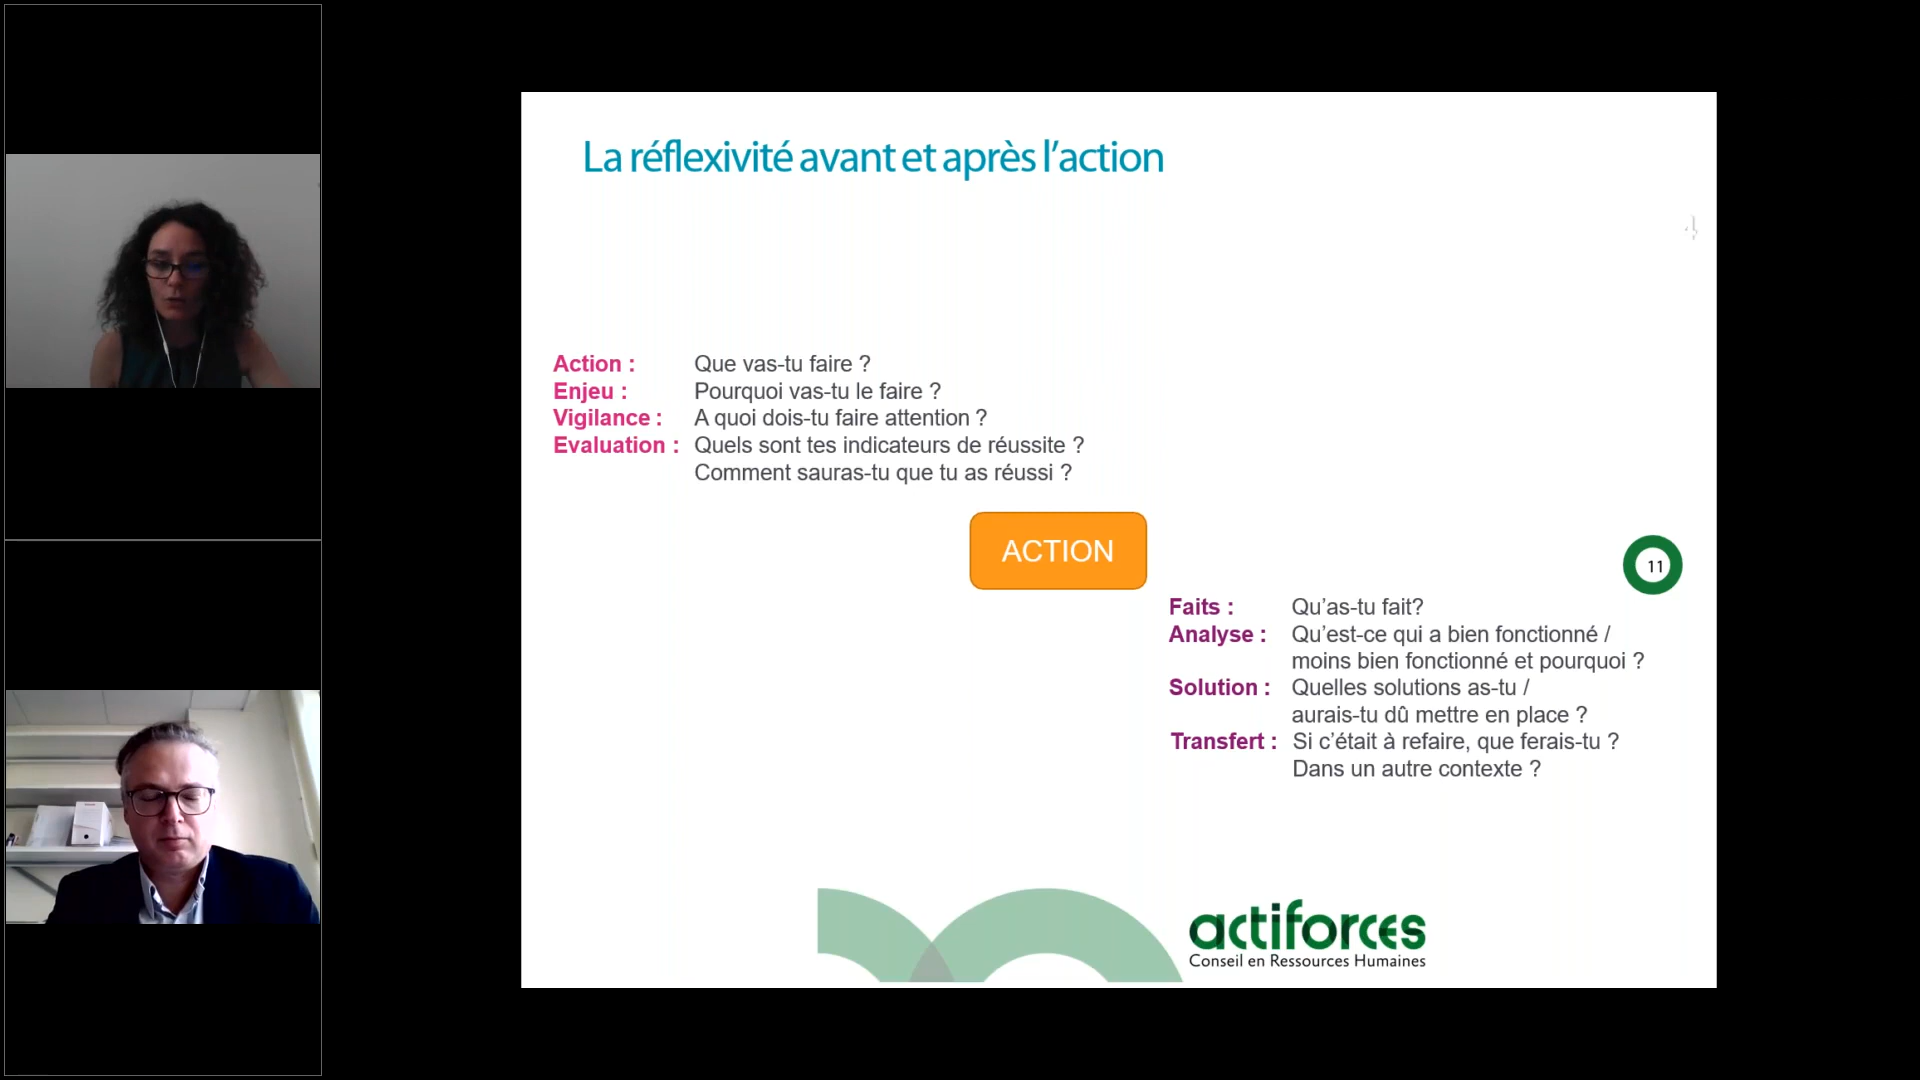 La réflexivité avant et après l'action
4
Action : Que vas-tu faire ?
Enjeu : Pourquoi vas-tu le faire ?
Vigilance : A quoi dois-tu faire attention ?
Evaluation : Quels sont tes indicateurs de réussite ?
Comment sauras-tu que tu as réussi ?
ACTION
11
Faits : Qu'as-tu fait?
Analyse : Qu'est-ce qui a bien fonctionné /
moins bien fonctionné et pourquoi ?
Solution : Quelles solutions as-tu /
aurais-tu dû mettre en place ?
Transfert : Si c'était à refaire, que ferais-tu ?
Dans un autre contexte ?
actiforces
Conseil en Ressources Humaines